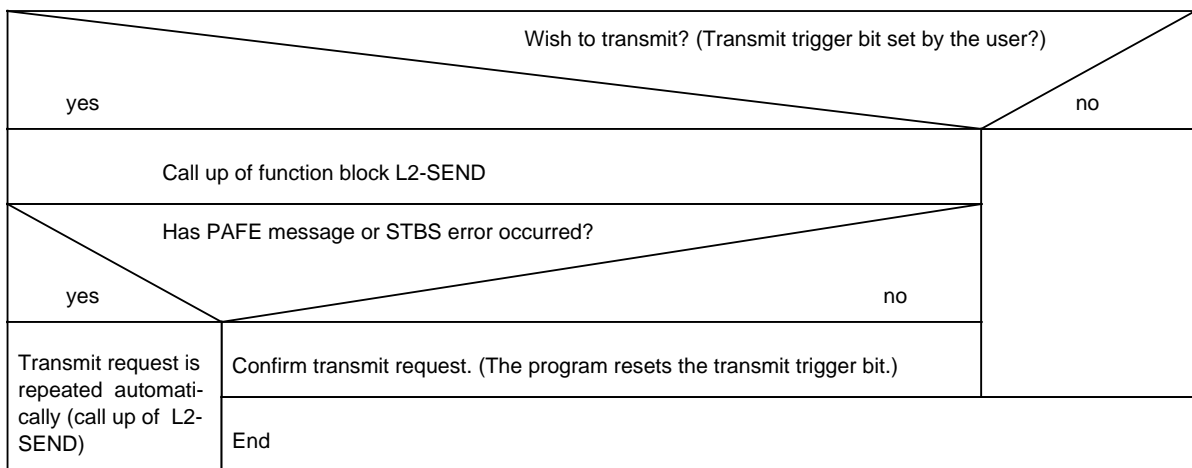 Wish to transmit? (Transmit trigger bit set by the user?)
yes
no
Call up of function block L2-SEND
Has PAFE message or STBS error occurred?
yes
no
Transmit request is
repeated automati-
cally (call up of L2-
SEND)
Confirm transmit request. (The program resets the transmit trigger bit.)
End